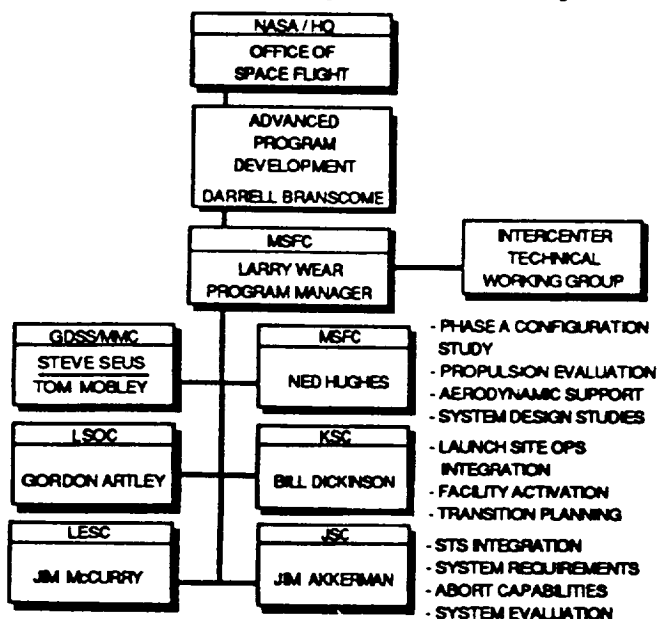 NASA / HQ
OFFICE OF
SPACE FLIGHT
ADVANCED
PROGRAM
DEVELOPMENT
DARRELL BRANSCOME
MSFC
LARRY WEAR
PROGRAM MANAGER
INTERCENTER
TECHNICAL
WORKING GROUP
GDSS/MMC
STEVE SEUS
TOM MOBLEY
MSFC
NED HUGHES
- PHASE A CONFIGURATION
STUDY
- PROPULSION EVALUATION
- AERODYNAMIC SUPPORT
- SYSTEM DESIGN STUDIES
LSOC
GORDON ARTLEY
KSC
BILL DICKINSON
- LAUNCH SITE OPS
INTEGRATION
- FACILITY ACTIVATION
- TRANSITION PLANNING
LESC
JIM McCURRY
JSC
JIM AKKERMAN
- STS INTEGRATION
- SYSTEM REQUIREMENTS
- ABORT CAPABILITIES
- SYSTEM EVALUATION